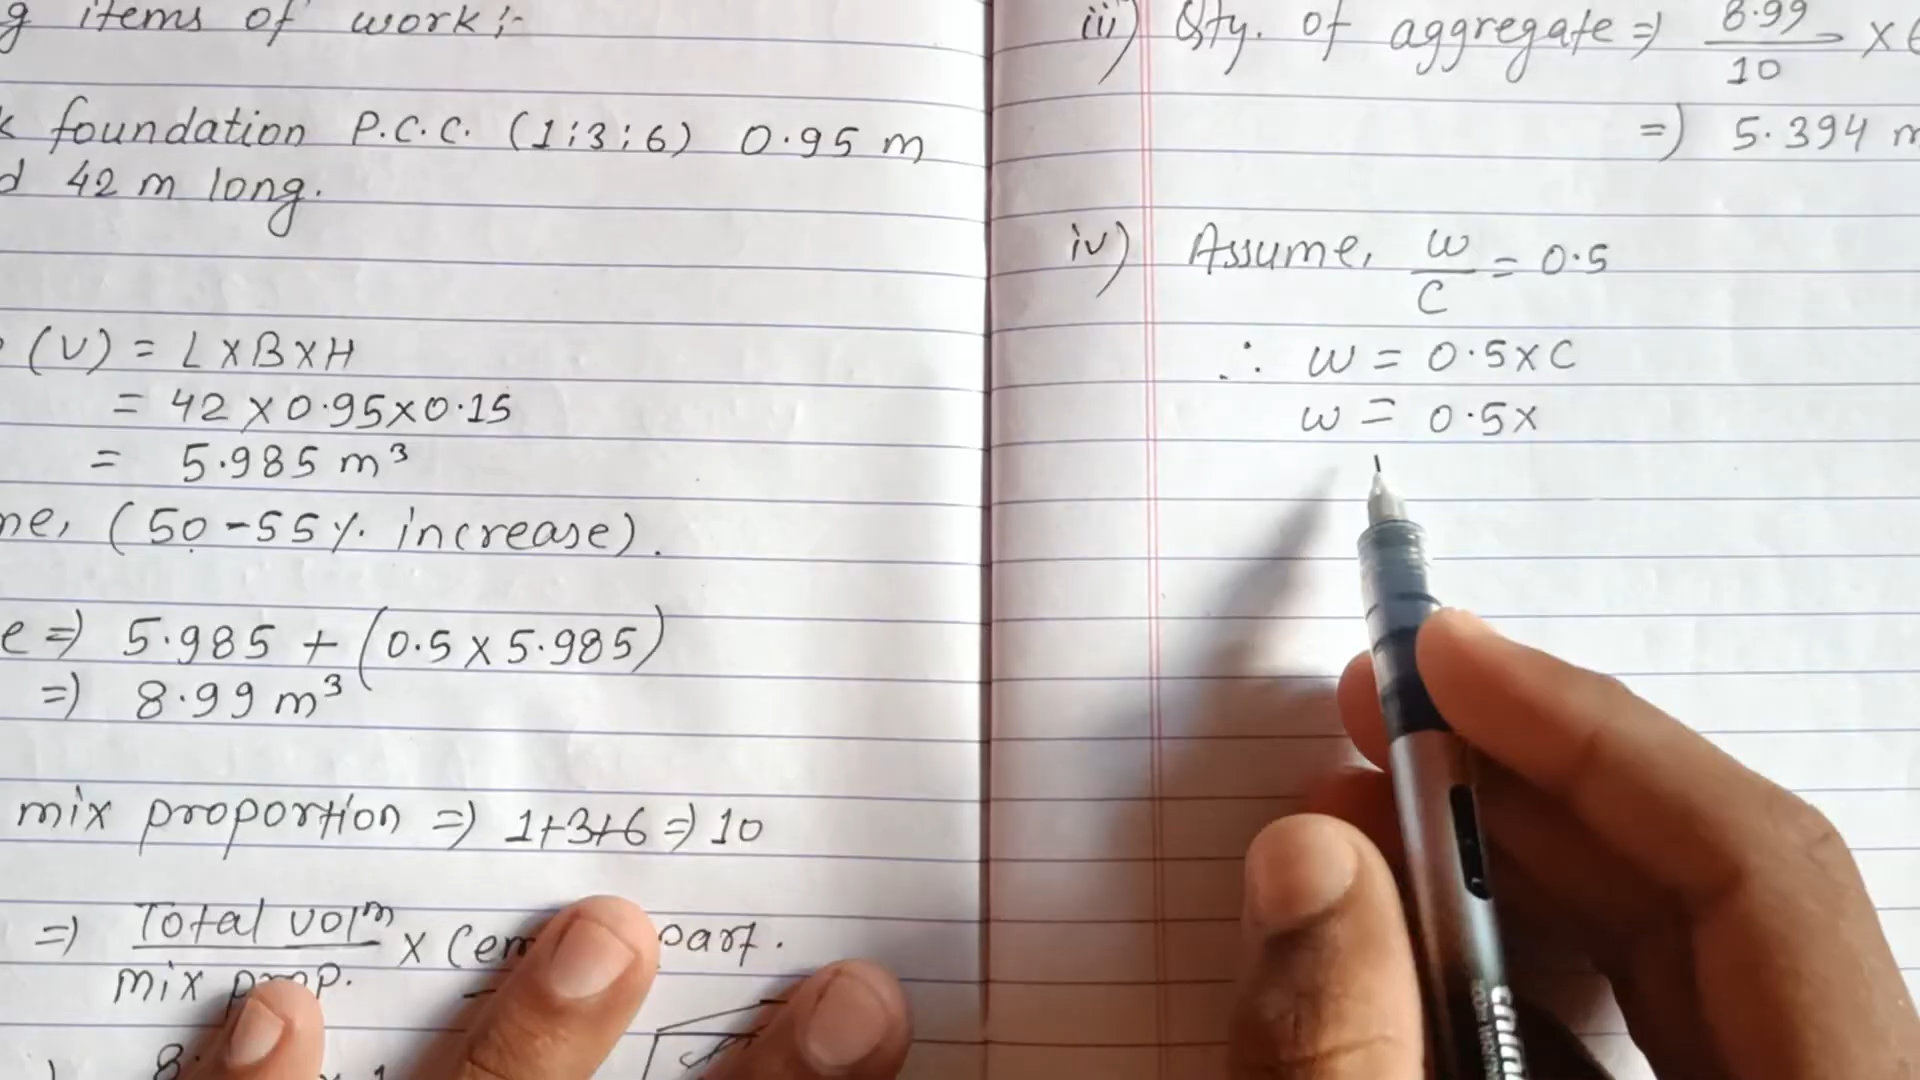 items of work:-
foundation P.C.C. (1:3:6) 0.95 m
42 m long.
(V) = L×B×H
= 42 × 0.95×0.15
= 5.985 m³
(50-55% increase).
e => 5.985 + (0.5 × 5.985)
=> 8.99 m³
mix proportion => 1+3+6 => 10
=> Total volᵐ × part.
mix prop.
8.
× 1
iii) Qty. of aggregate => 8.99 ×
10
=> 5.394 m
iv) Assume, w = 0.5
C
∴ w = 0.5×C
w = 0.5×